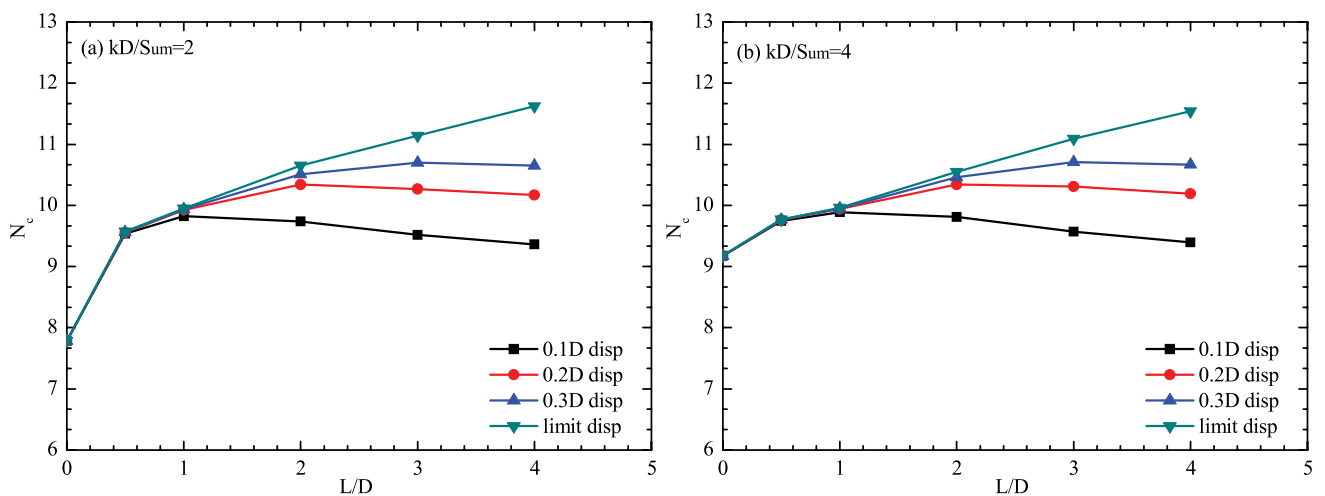 13
12
11
10
9
8
7
6
Nc
(a) kD/Sum=2
0.1D disp
0.2D disp
0.3D disp
limit disp
0 1 2 3 4 5
L/D
13
12
11
10
9
8
7
6
Nc
(b) kD/Sum=4
0.1D disp
0.2D disp
0.3D disp
limit disp
0 1 2 3 4 5
L/D